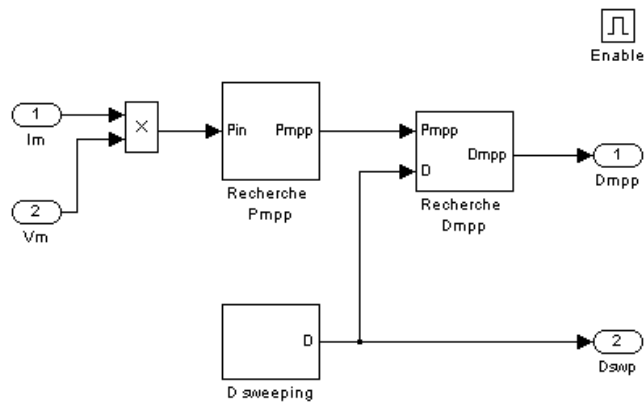 Enable
1
Im
×
2
Vm
Pin Pmpp
Recherche
Pmpp
Pmpp
D
Dmpp
Recherche
Dmpp
1
Dmpp
D
D sweeping
2
Dswp